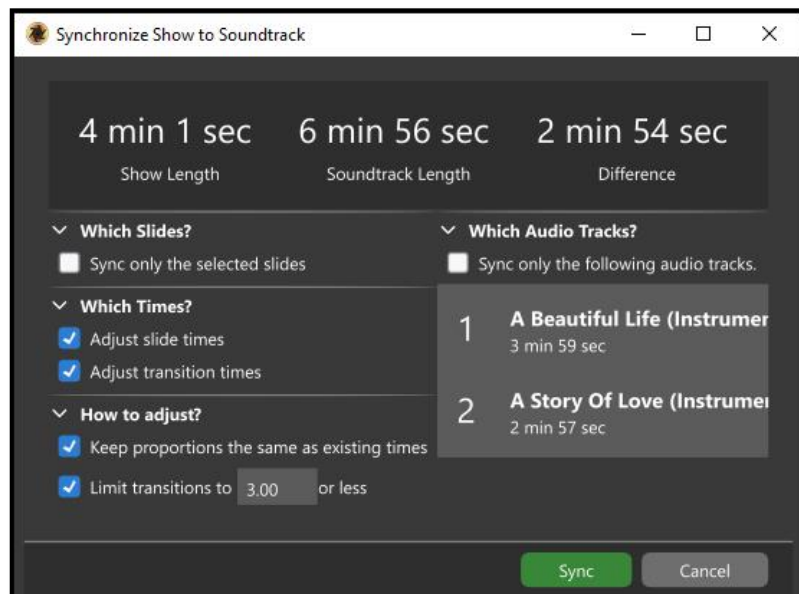 Synchronize Show to Soundtrack
4 min 1 sec 6 min 56 sec 2 min 54 sec
Show Length Soundtrack Length Difference
Which Slides?
Sync only the selected slides
Which Times?
Adjust slide times
Adjust transition times
How to adjust?
Keep proportions the same as existing times
Limit transitions to 3.00 or less
Which Audio Tracks?
Sync only the following audio tracks.
1 A Beautiful Life (Instrumen
3 min 59 sec
2 A Story Of Love (Instrumen
2 min 57 sec
Sync Cancel